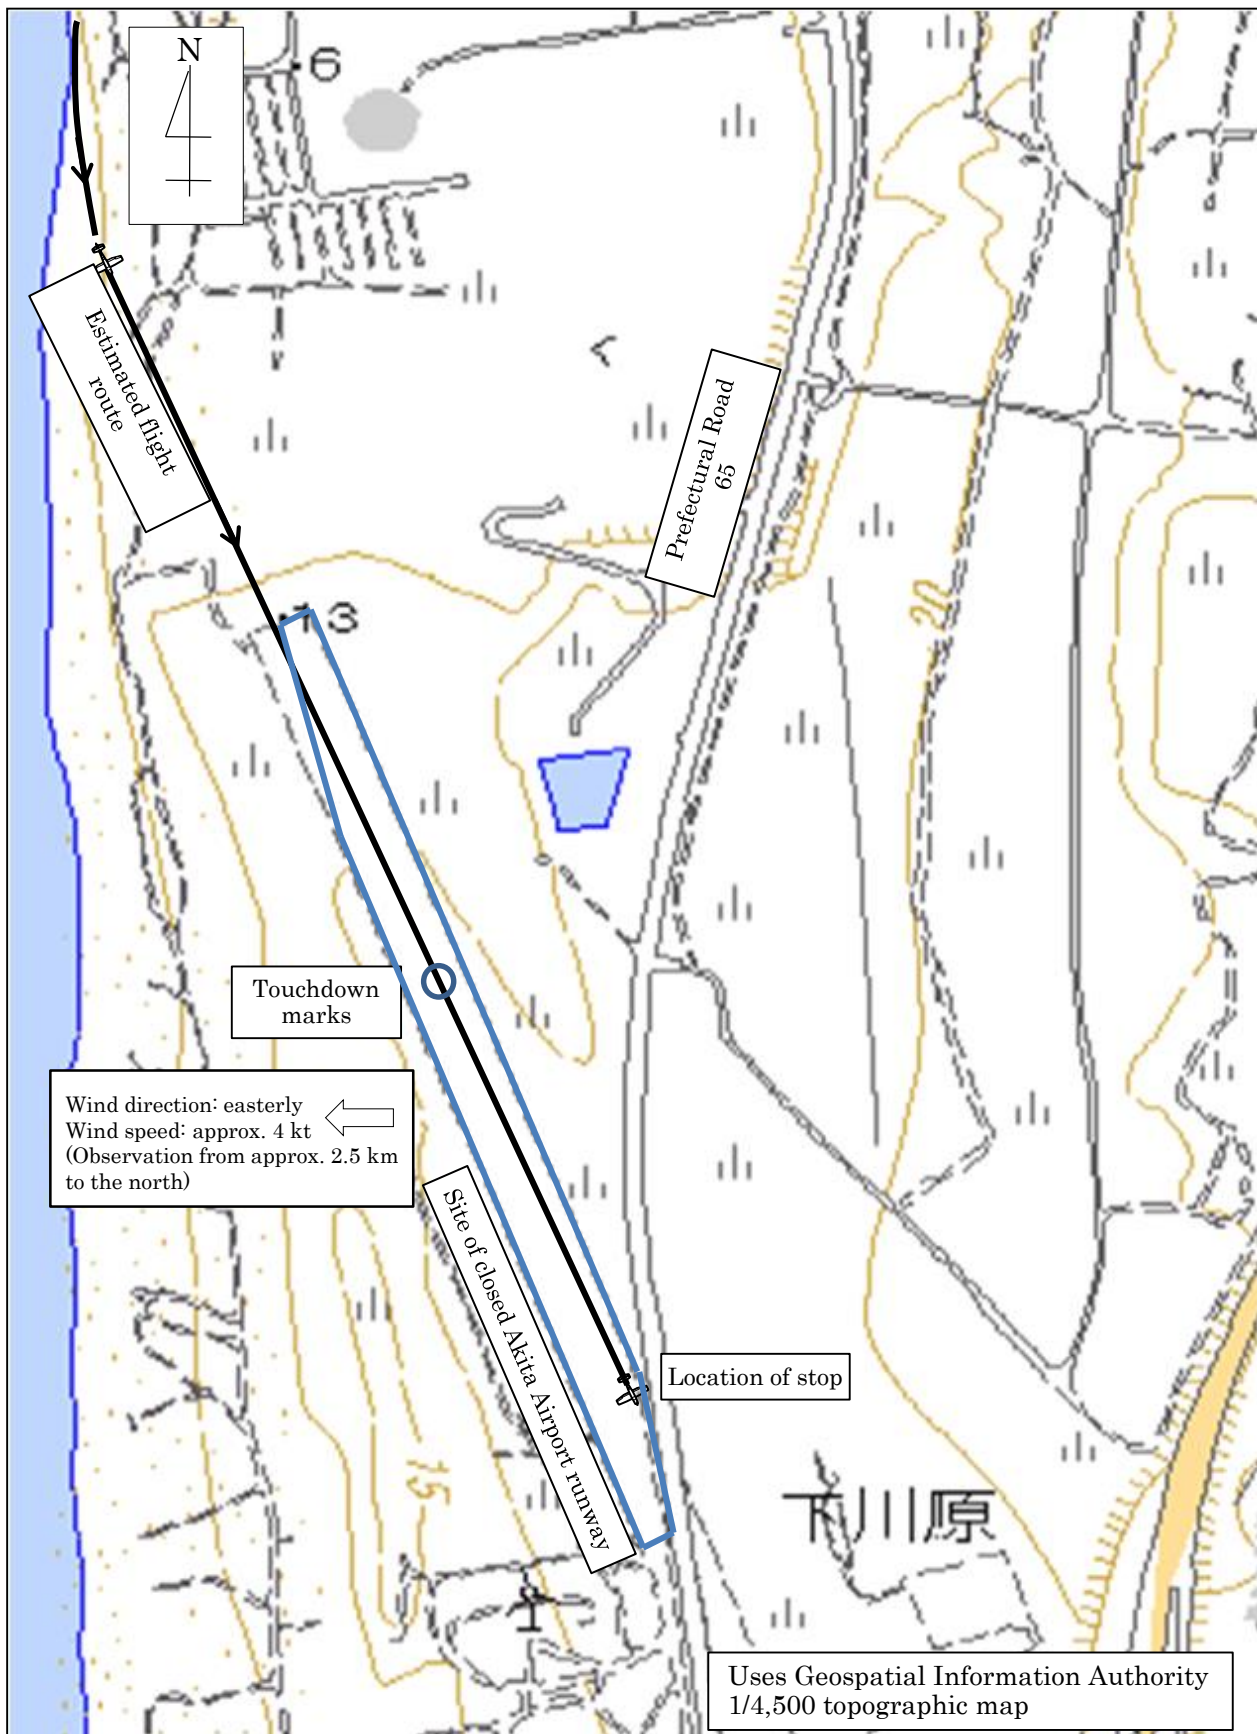 N
6
Estimated flight
route
Prefectural Road
65
20
13
Touchdown
marks
Wind direction: easterly
Wind speed: approx. 4 kt
(Observation from approx. 2.5 km
to the north)
Site of closed Akita Airport runway
Location of stop
15
下川原
Uses Geospatial Information Authority
1/4,500 topographic map